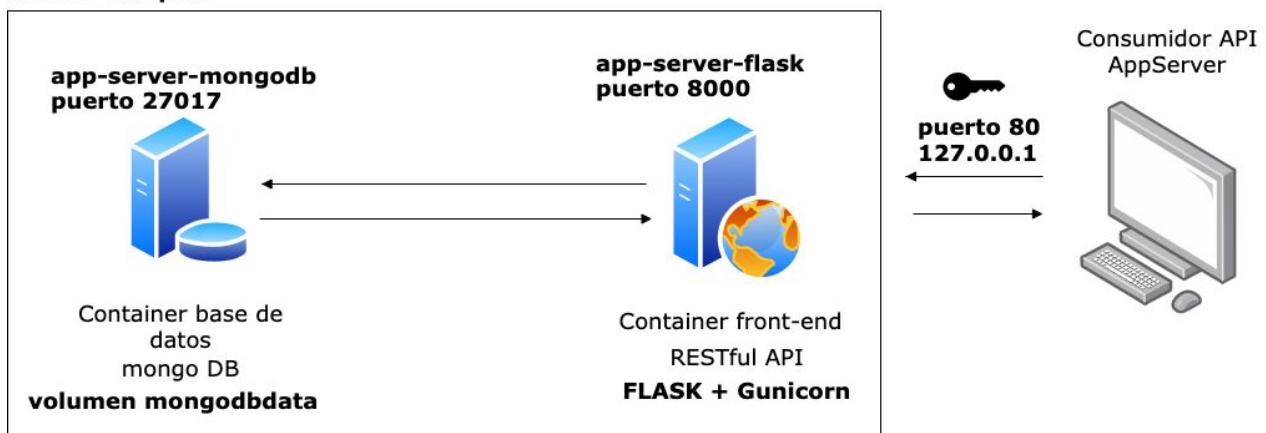 app-server-mongodb
puerto 27017
app-server-flask
puerto 8000
Consumidor API
AppServer
puerto 80
127.0.0.1
Container base de
datos
mongo DB
volumen mongodbdata
Container front-end
RESTful API
FLASK + Gunicorn